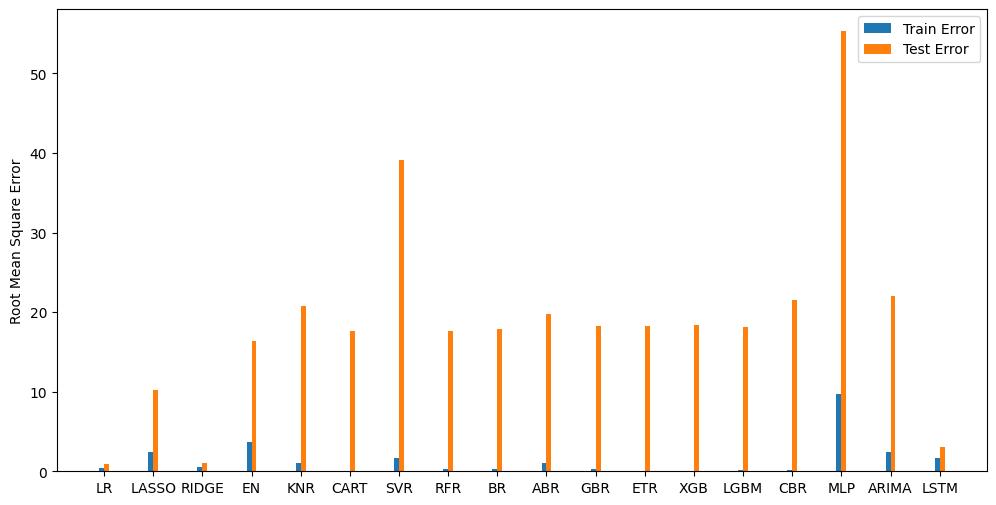 Train Error
Test Error
Root Mean Square Error
50
40
30
20
10
0
LR LASSO RIDGE EN KNR CART SVR RFR BR ABR GBR ETR XGB LGBM CBR MLP ARIMA LSTM